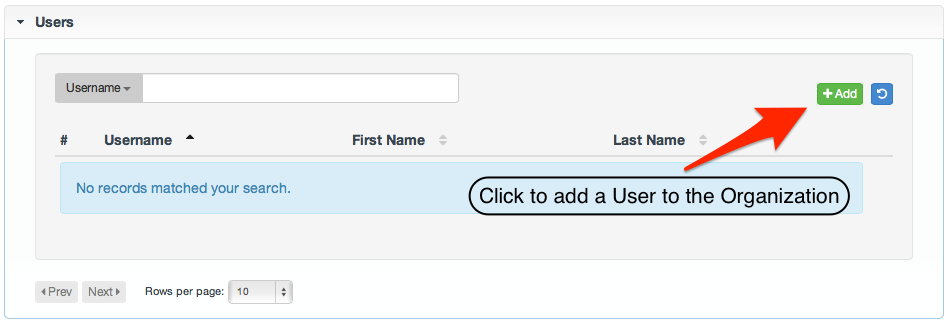 Users
Username
+ Add
# Username First Name Last Name
No records matched your search.
Click to add a User to the Organization
Prev Next Rows per page: 10